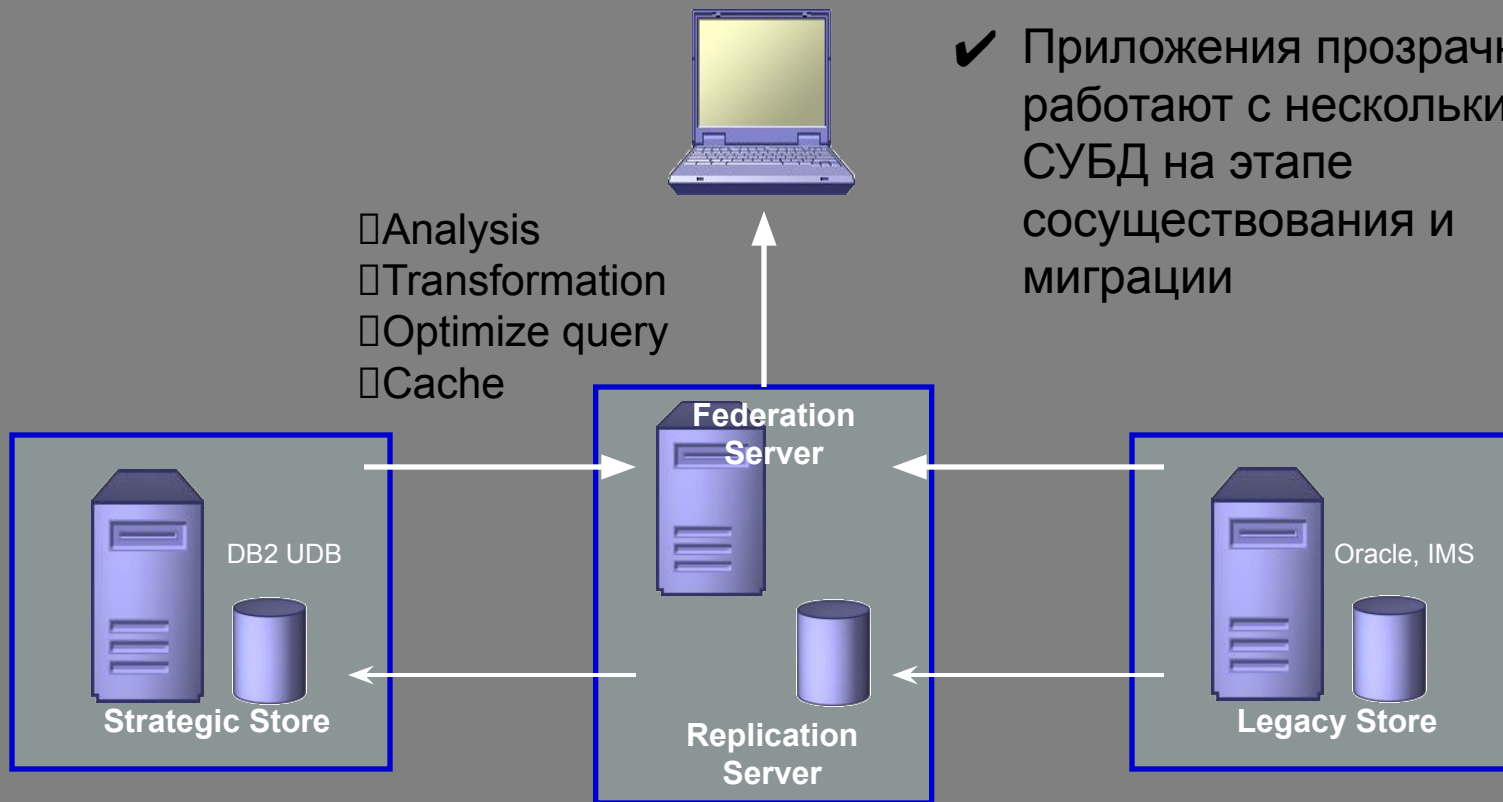 ✔ Приложения прозрачн
работают с нескольки
СУБД на этапе
сосуществования и
миграции
Analysis
Transformation
Optimize query
Cache
Federation
Server
DB2 UDB
Oracle, IMS
Strategic Store
Replication
Server
Legacy Store